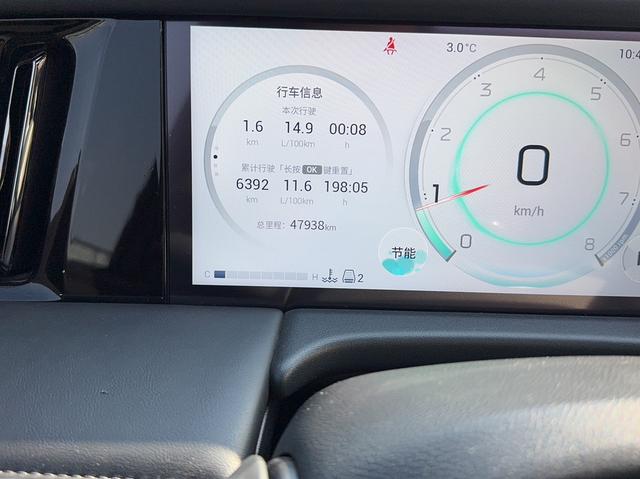 3.0°C
10:4
行车信息
本次行驶
1.6 14.9 00:08
km L/100km h
累计行驶「长按 OK 键重置」
6392 11.6 198:05
km L/100km h
总里程: 47938km
C H 2
节能
0 1 2 3 4 5 6 7 8
0
km/h